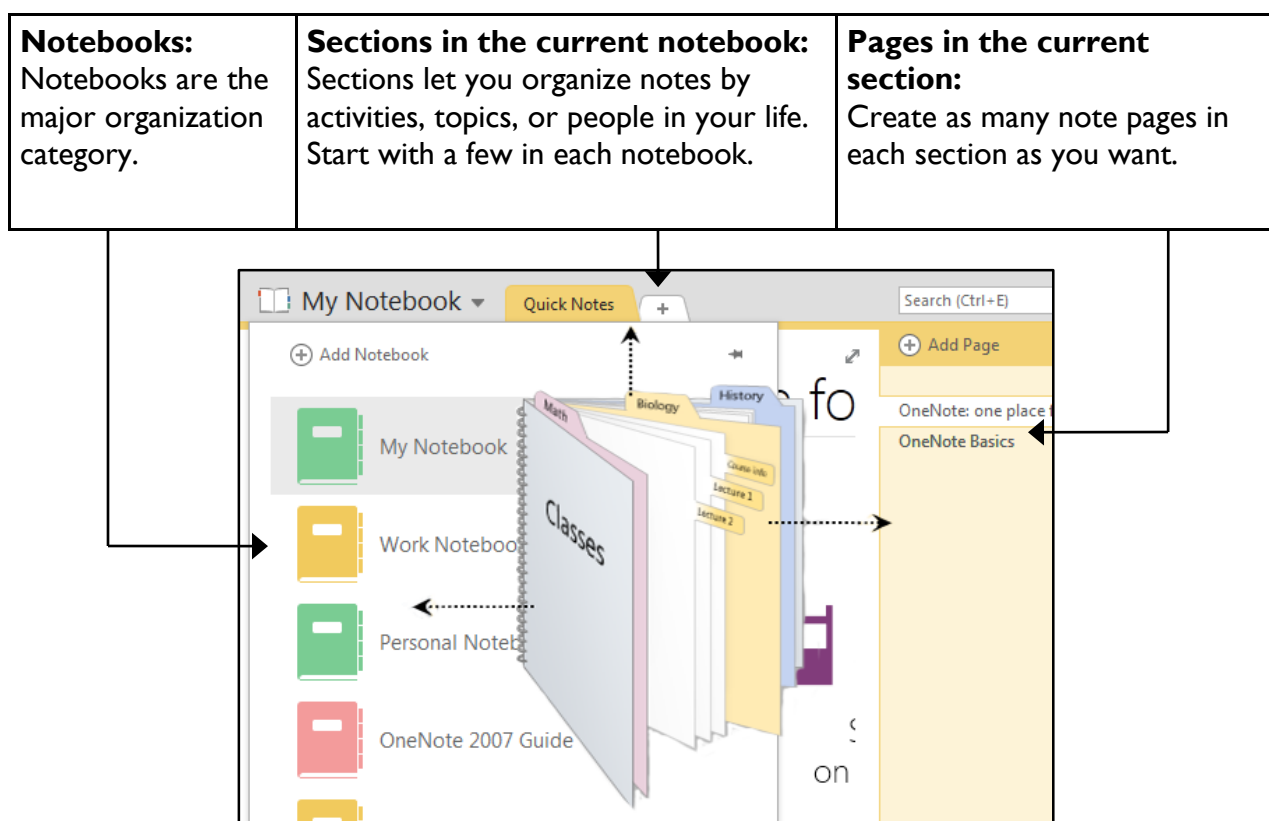 Notebooks:
Notebooks are the
major organization
category.
Sections in the current notebook:
Sections let you organize notes by
activities, topics, or people in your life.
Start with a few in each notebook.
Pages in the current
section:
Create as many note pages in
each section as you want.
My Notebook
Quick Notes
+
Search (Ctrl+E)
Add Notebook
Add Page
fo
OneNote: one place
OneNote Basics
My Notebook
Work Noteboo
Personal Noteb
OneNote 2007 Guide
Math
Biology
History
Course info
Lecture 1
Lecture 2
Classes
on